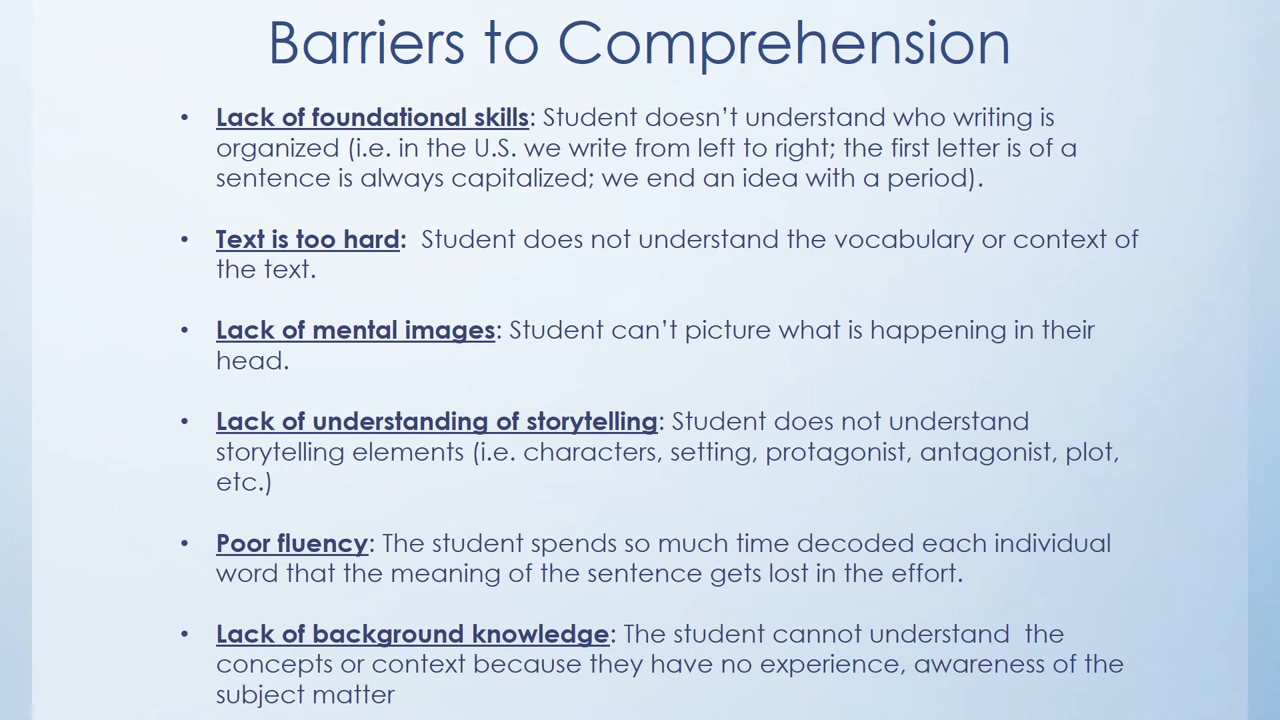 Barriers to Comprehension
• Lack of foundational skills: Student doesn’t understand who writing is
organized (i.e. in the U.S. we write from left to right; the first letter is of a
sentence is always capitalized; we end an idea with a period).
• Text is too hard:  Student does not understand the vocabulary or context of
the text.
• Lack of mental images: Student can’t picture what is happening in their
head.
• Lack of understanding of storytelling: Student does not understand
storytelling elements (i.e. characters, setting, protagonist, antagonist, plot,
etc.)
• Poor fluency: The student spends so much time decoded each individual
word that the meaning of the sentence gets lost in the effort.
• Lack of background knowledge: The student cannot understand  the
concepts or context because they have no experience, awareness of the
subject matter